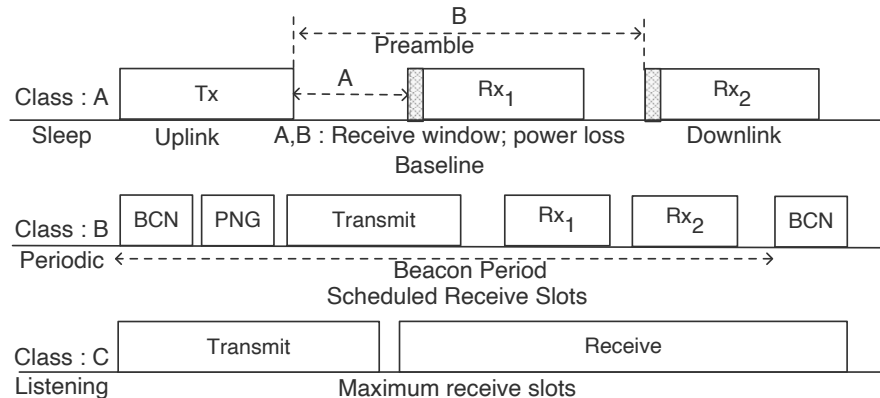 B
Preamble
Class : A
Tx
A
Rx1
Rx2
Sleep
Uplink
A,B : Receive window; power loss
Downlink
Baseline
Class : B
BCN
PNG
Transmit
Rx1
Rx2
BCN
Periodic
Beacon Period
Scheduled Receive Slots
Class : C
Transmit
Receive
Listening
Maximum receive slots